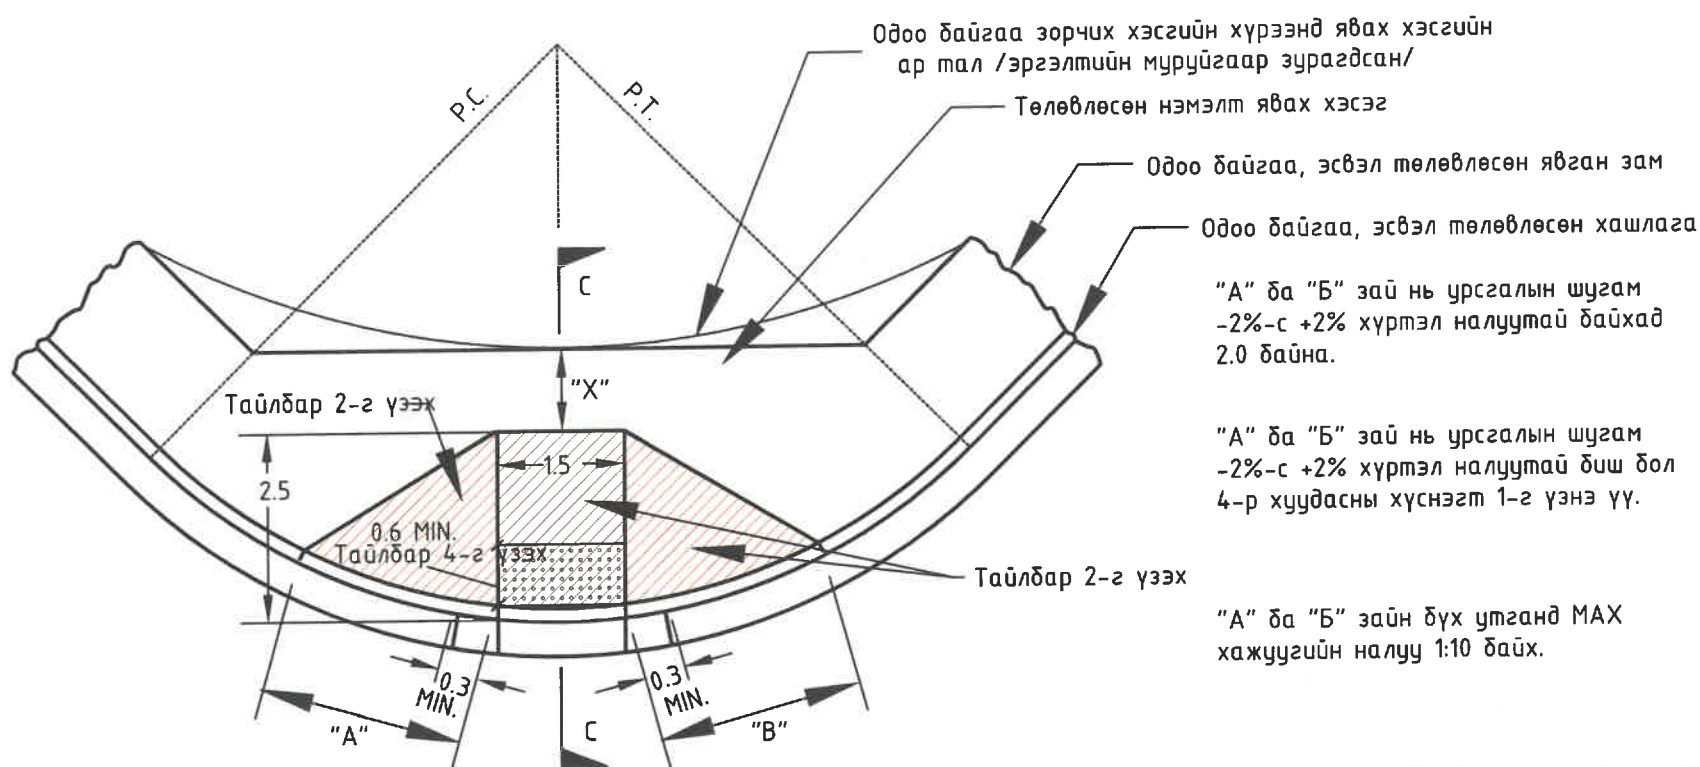 Одоо байгаа зорчих хэсгийн хүрээнд явах хэсгийн
ар тал /эргэлтийн муруйгаар зурагдсан/
P.C.
P.T.
Төлөвлөсөн нэмэлт явах хэсэг
Одоо байгаа, эсвэл төлөвлөсөн явган зам
Одоо байгаа, эсвэл төлөвлөсөн хашлага
C
"А" ба "Б" зай нь урсгалын шугам
-2%-с +2% хүртэл налуутай байхад
2.0 байна.
"X"
Тайлбар 2-г үзэх
1.5
2.5
"А" ба "Б" зай нь урсгалын шугам
-2%-с +2% хүртэл налуутай биш бол
4-р хуудасны хүснэгт 1-г үзнэ үү.
0.6 MIN.
Тайлбар 4-г үзэх
Тайлбар 2-г үзэх
"А" ба "Б" зайн бүх утганд MAX
хажуугийн налуу 1:10 байх.
0.3
MIN.
0.3
MIN.
"A"
C
"B"